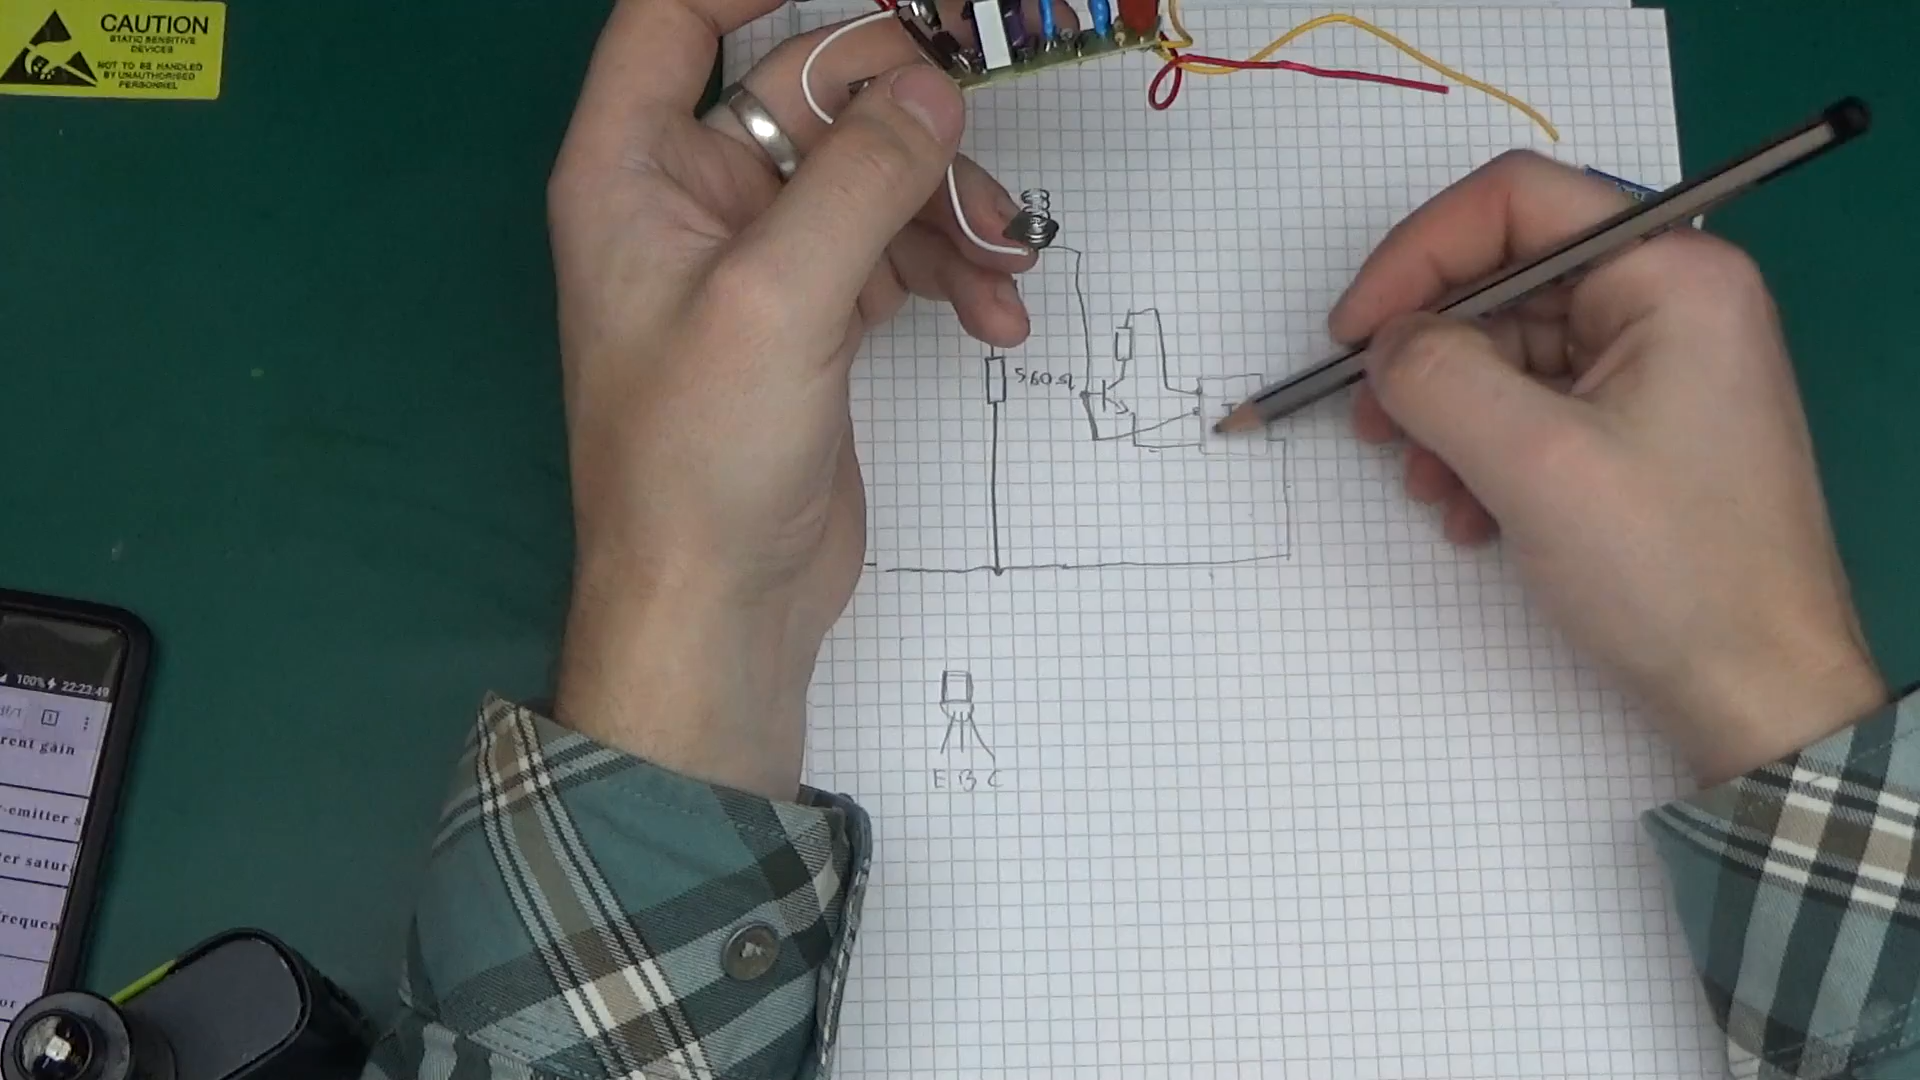 CAUTION
STATIC SENSITIVE
DEVICES
NOT TO BE HANDLED
BY UNAUTHORISED
PERSONNEL
560Ω
100% 22:23:49
rent gain
-emitter s
er satur
frequen
or
E B C